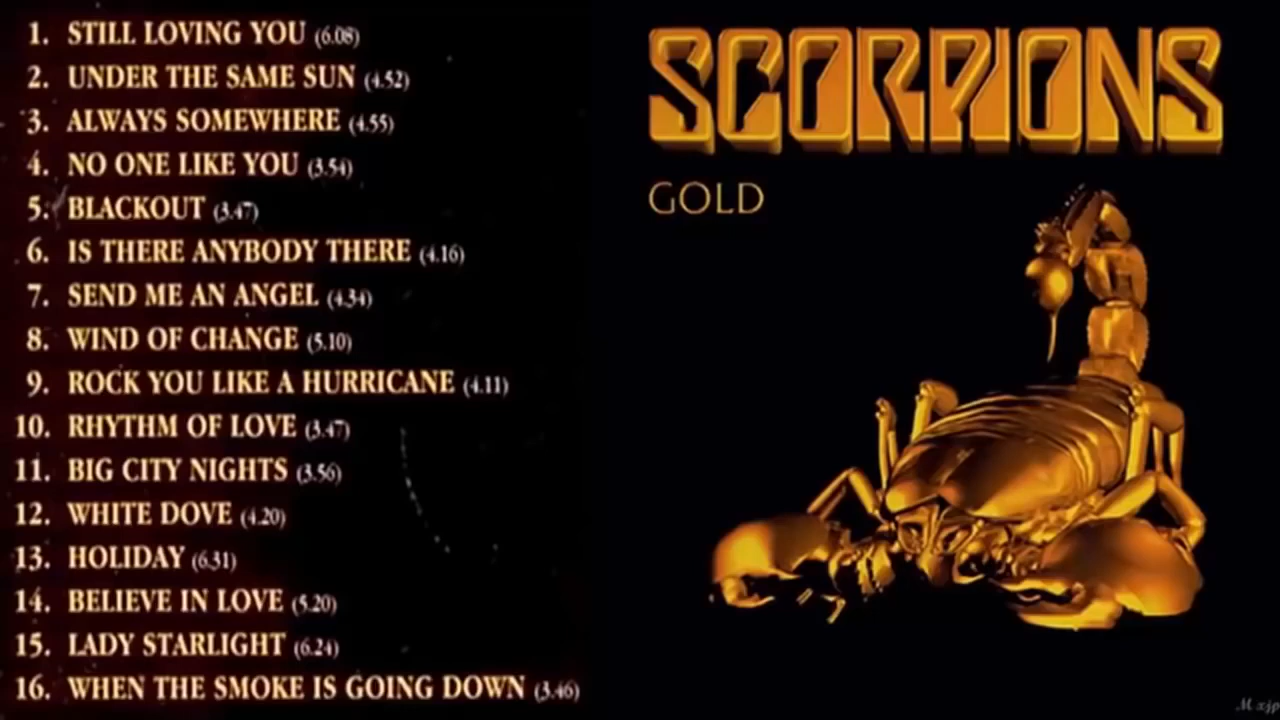 1. STILL LOVING YOU (6.08)
2. UNDER THE SAME SUN (4.52)
3. ALWAYS SOMEWHERE (4.55)
4. NO ONE LIKE YOU (3.54)
5. BLACKOUT (3.47)
6. IS THERE ANYBODY THERE (4.16)
7. SEND ME AN ANGEL (4.34)
8. WIND OF CHANGE (5.10)
9. ROCK YOU LIKE A HURRICANE (4.11)
10. RHYTHM OF LOVE (3.47)
11. BIG CITY NIGHTS (3.56)
12. WHITE DOVE (4.20)
13. HOLIDAY (6.31)
14. BELIEVE IN LOVE (5.20)
15. LADY STARLIGHT (6.24)
16. WHEN THE SMOKE IS GOING DOWN (3.46)
SCORPIONS
GOLD